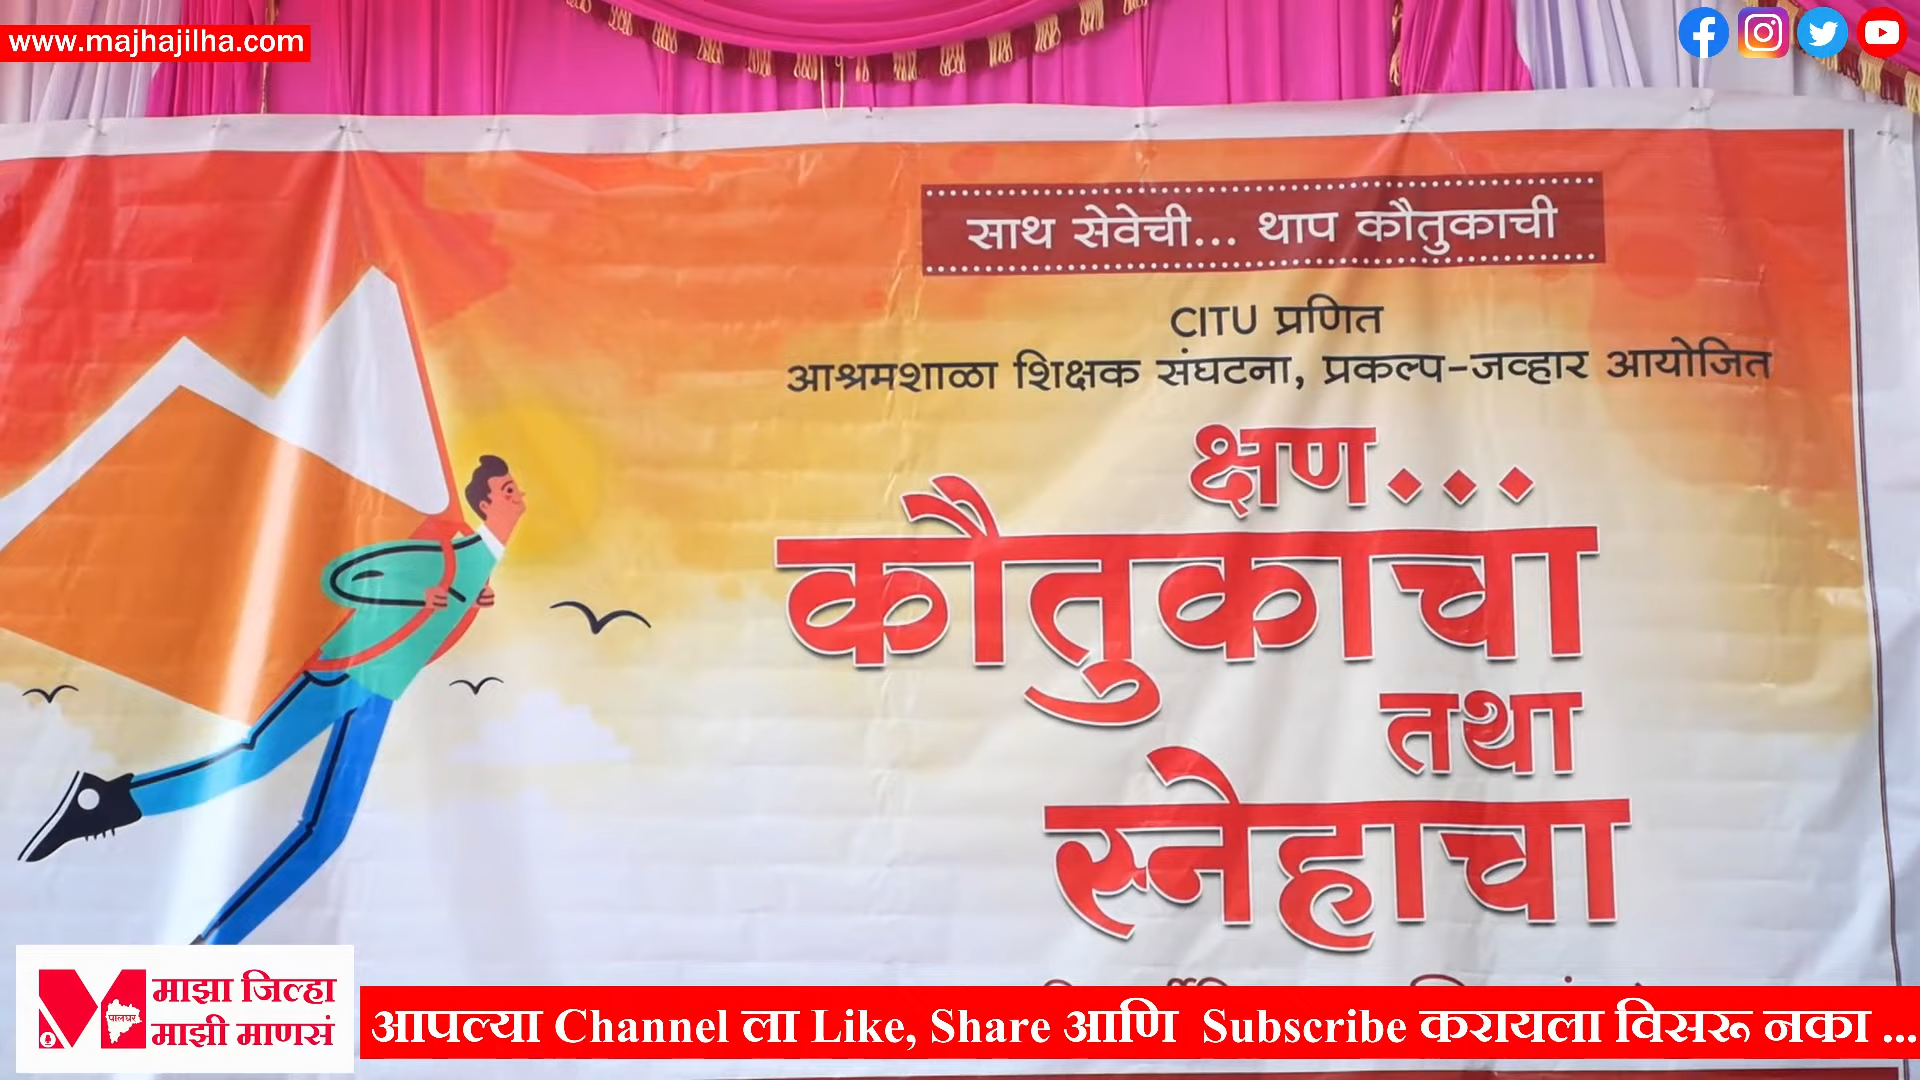 www.majhajilha.com
साथ सेवेची... थाप कौतुकाची
CITU प्रणित
आश्रमशाळा शिक्षक संघटना, प्रकल्प-जव्हार आयोजित
क्षण...
कौतुकाचा
तथा
स्नेहाचा
माझा जिल्हा
माझी माणसं
पालघर
आपल्या Channel ला Like, Share आणि Subscribe करायला विसरू नका ...